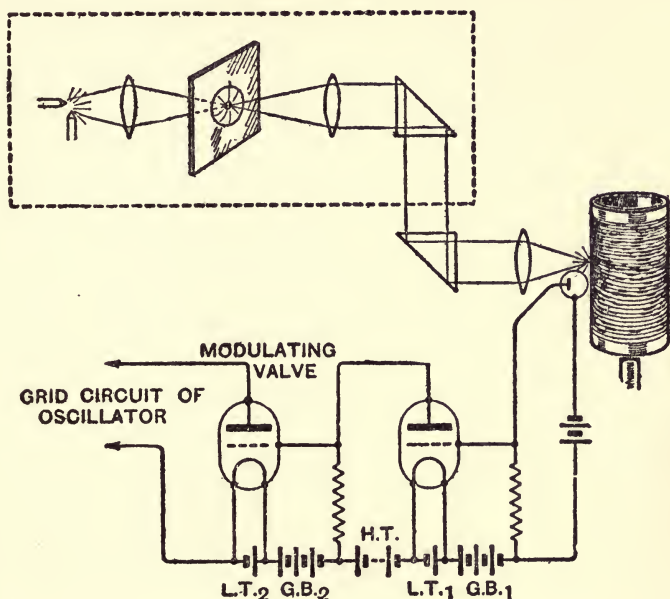 MODULATING
VALVE
GRID CIRCUIT OF
OSCILLATOR
H.T.
L.T.2 G.B.2 L.T.1 G.B.1